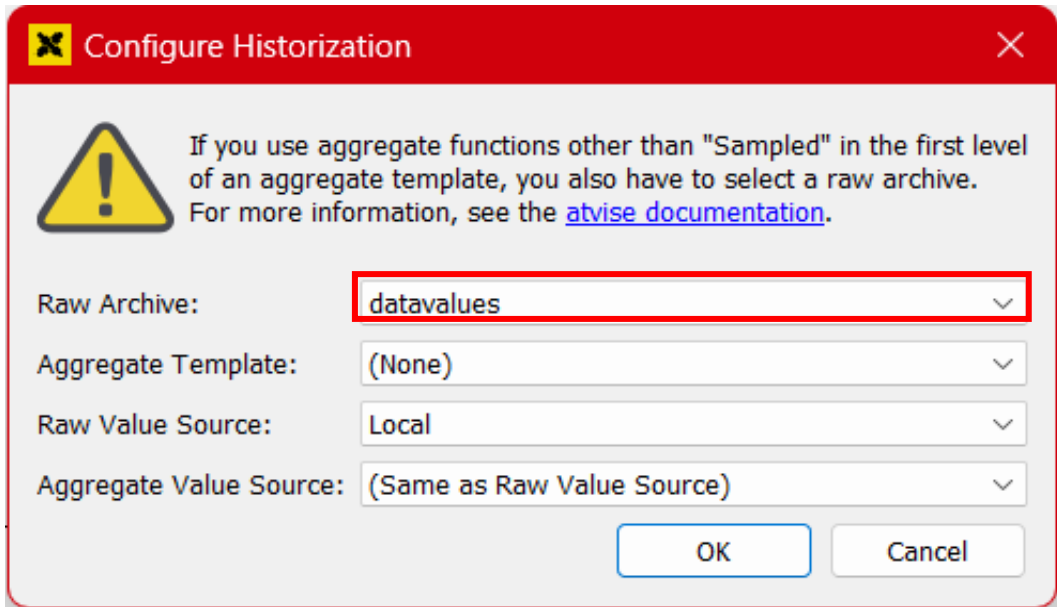 Configure Historization
If you use aggregate functions other than "Sampled" in the first level
of an aggregate template, you also have to select a raw archive.
For more information, see the atvise documentation.
Raw Archive: datavalues
Aggregate Template: (None)
Raw Value Source: Local
Aggregate Value Source: (Same as Raw Value Source)
OK Cancel